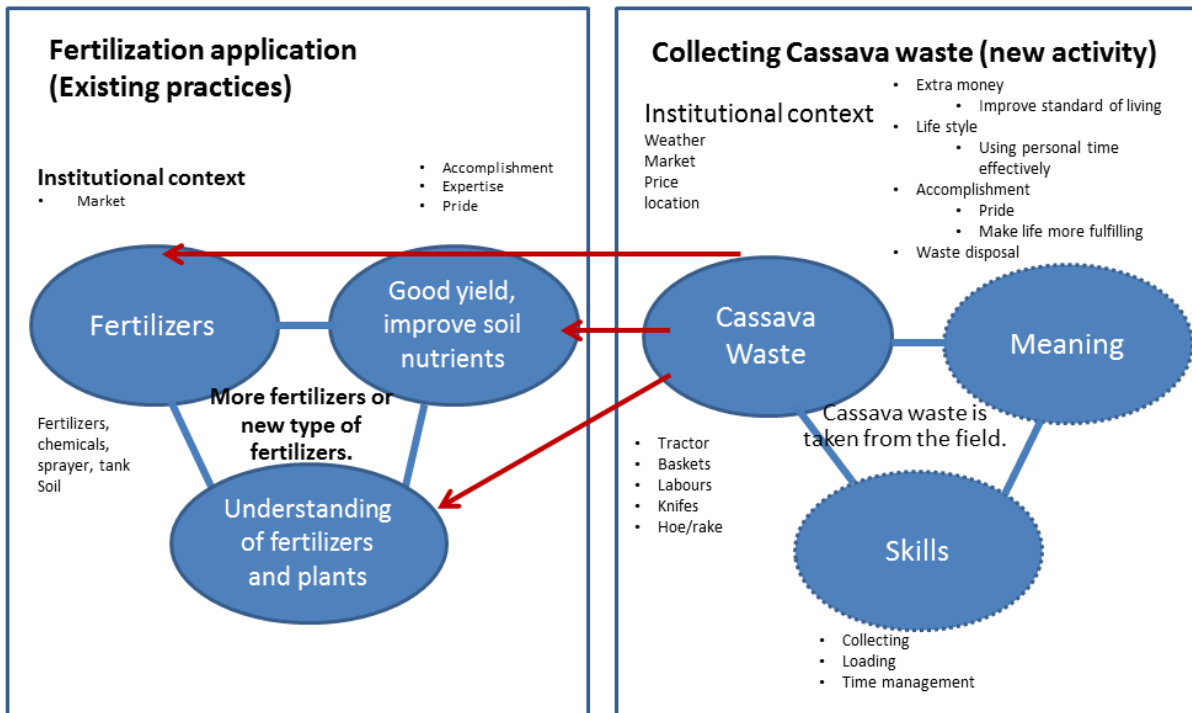 Fertilization application
(Existing practices)
Institutional context
• Market
• Accomplishment
• Expertise
• Pride
Fertilizers
Good yield,
improve soil
nutrients
More fertilizers or
new type of
fertilizers.
Fertilizers,
chemicals,
sprayer, tank
Soil
Understanding
of fertilizers
and plants
Collecting Cassava waste (new activity)
Institutional context
Weather
Market
Price
location
• Extra money
• Improve standard of living
• Life style
• Using personal time
effectively
• Accomplishment
• Pride
• Make life more fulfilling
• Waste disposal
Cassava
Waste
Meaning
Cassava waste is
taken from the field.
• Tractor
• Baskets
• Labours
• Knifes
• Hoe/rake
Skills
• Collecting
• Loading
• Time management